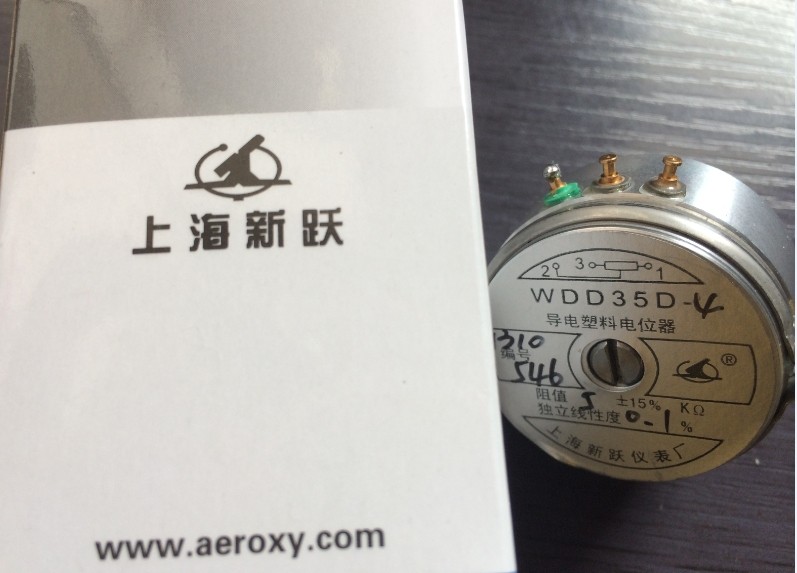 上海新跃
www.aeroxy.com
2 3 1
WDD35D-4
导电塑料电位器
1310
编号
546
®
阻值 5 ±15% KΩ
独立线性度 0.1 %
上海新跃仪表厂